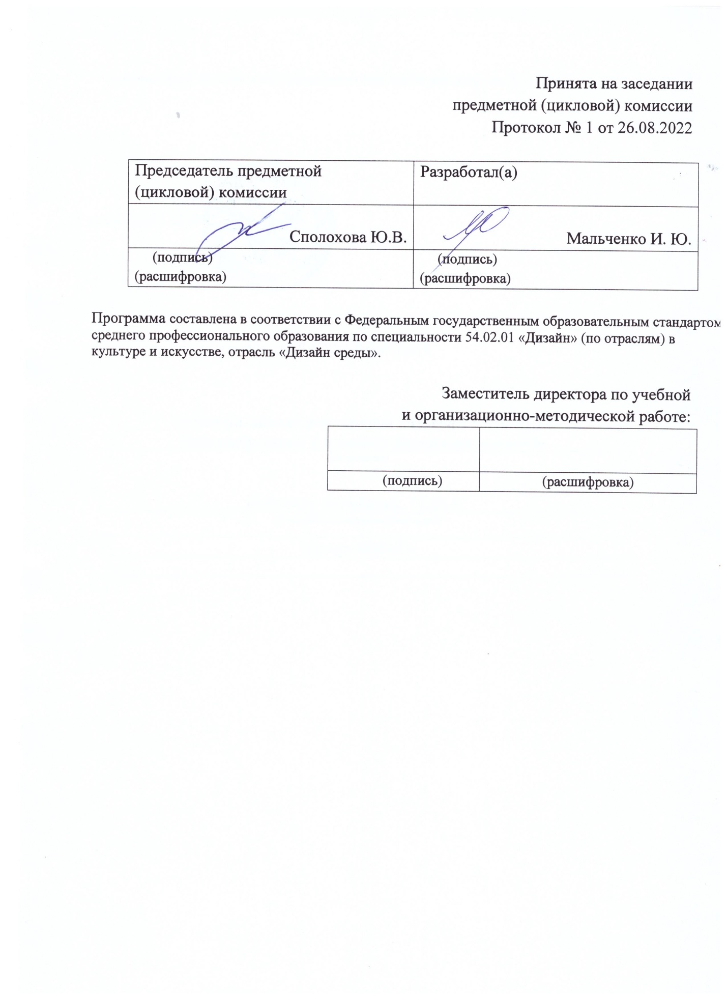 Принята на заседании
предметной (цикловой) комиссии
Протокол № 1 от 26.08.2022
Председатель предметной
(цикловой) комиссии
Разработал(а)
Сполохова Ю.В.
Мальченко И. Ю.
(подпись)
(расшифровка)
(подпись)
(расшифровка)
Программа составлена в соответствии с Федеральным государственным образовательным стандартом
среднего профессионального образования по специальности 54.02.01 «Дизайн» (по отраслям) в
культуре и искусстве, отрасль «Дизайн среды».
Заместитель директора по учебной
и организационно-методической работе:
(подпись)
(расшифровка)